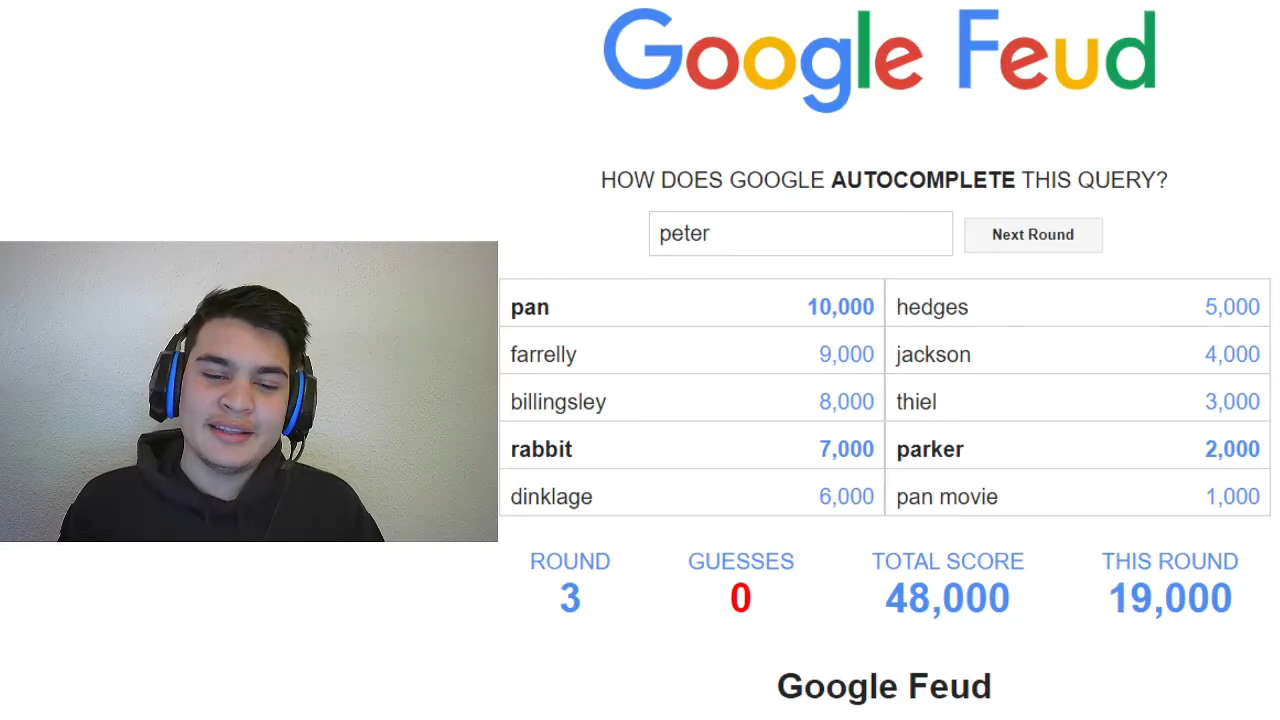 Google Feud
HOW DOES GOOGLE AUTOCOMPLETE THIS QUERY?
peter
Next Round
pan 10,000 hedges 5,000
farrelly 9,000 jackson 4,000
billingsley 8,000 thiel 3,000
rabbit 7,000 parker 2,000
dinklage 6,000 pan movie 1,000
ROUND GUESSES TOTAL SCORE THIS ROUND
3 0 48,000 19,000
Google Feud